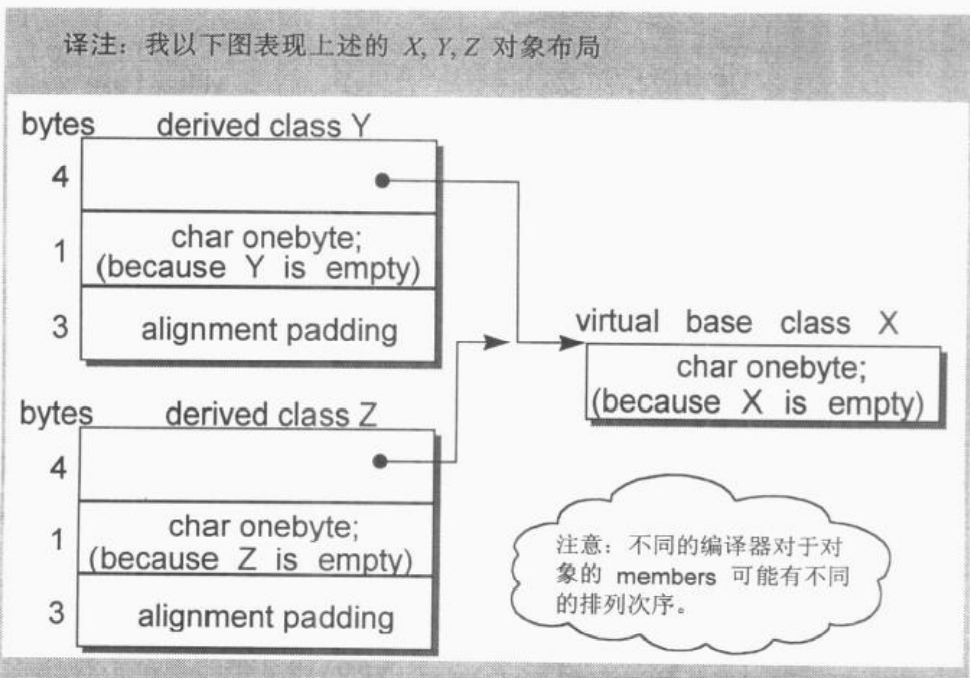 译注：我以下图表现上述的 X, Y, Z 对象布局
bytes derived class Y
4
1 char onebyte;
(because Y is empty)
3 alignment padding
virtual base class X
char onebyte;
(because X is empty)
bytes derived class Z
4
1 char onebyte;
(because Z is empty)
3 alignment padding
注意：不同的编译器对于对
象的 members 可能有不同
的排列次序。